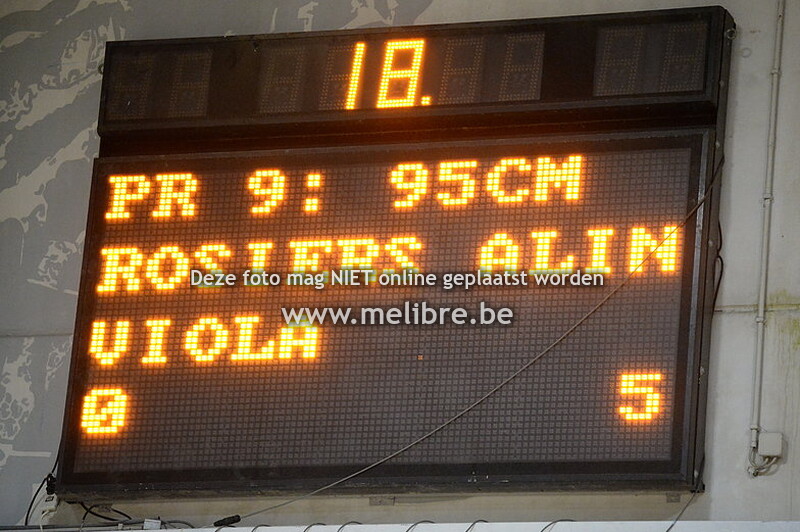 18.
PR 9: 95CM
ROSIERS ALIN
Deze foto mag NIET online geplaatst worden
www.melibre.be
VIOLA
0 5